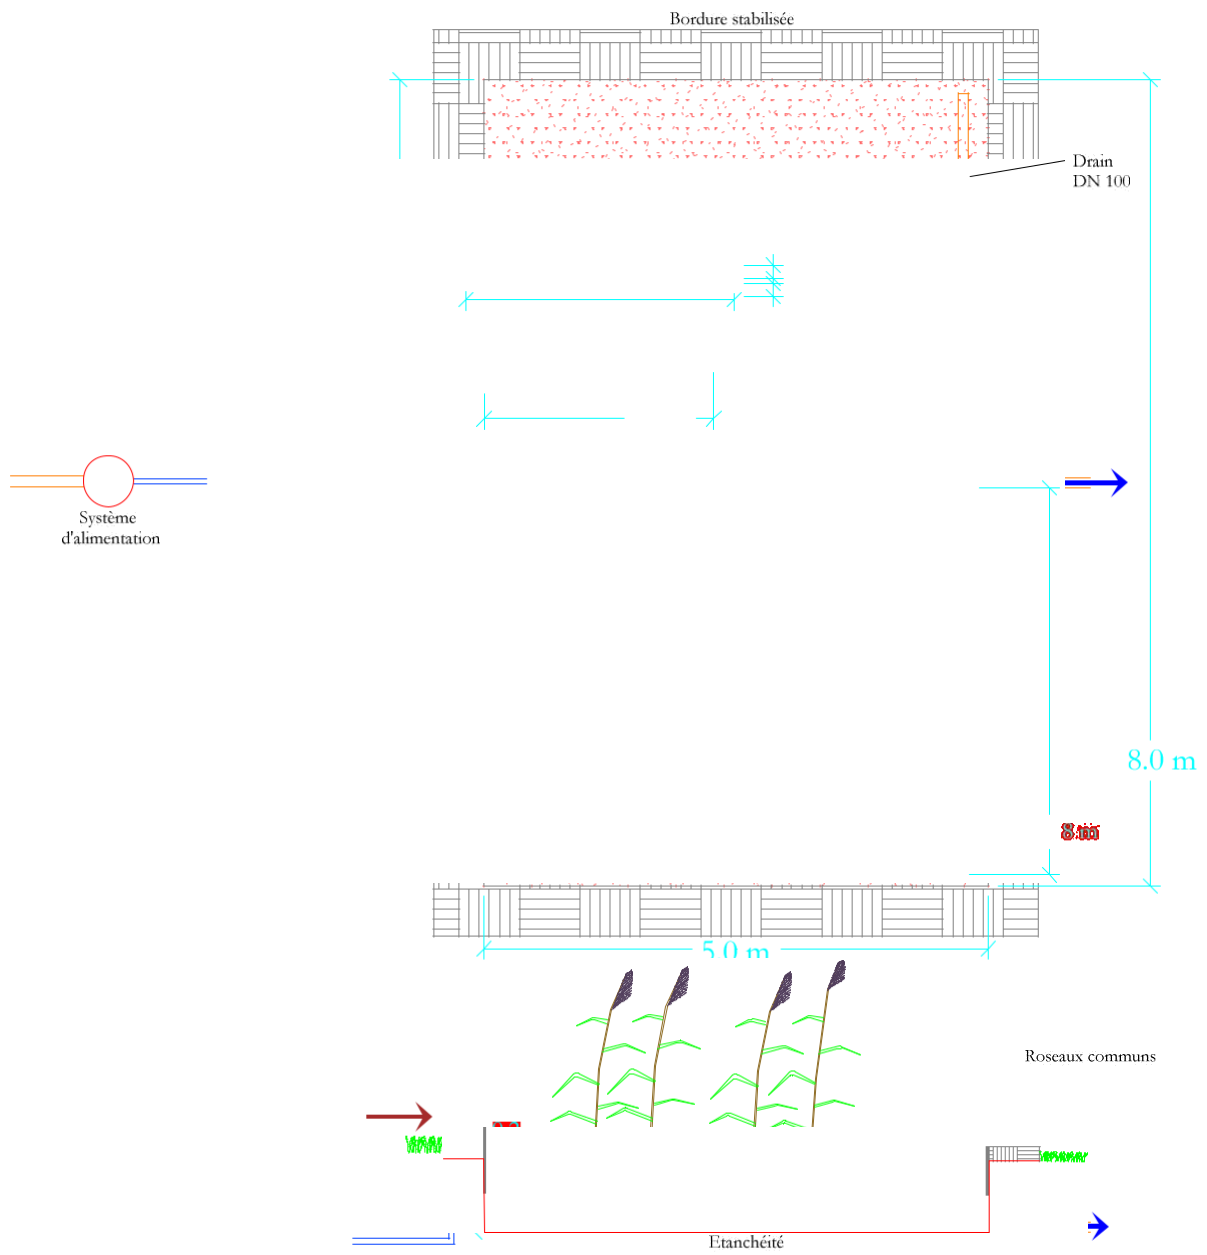 Bordure stabilisée
Drain
DN 100
Système
d'alimentation
8.0 m
8 m
5.0 m
Roseaux communs
Etanchéité